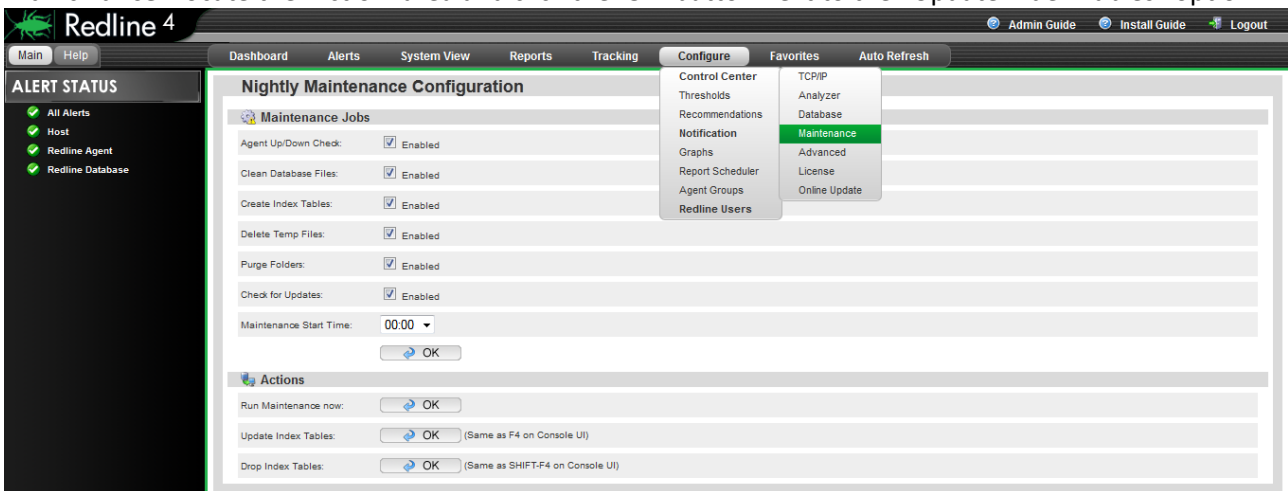 Redline 4
Admin Guide Install Guide Logout
Main Help
Dashboard Alerts System View Reports Tracking Configure Favorites Auto Refresh
ALERT STATUS
All Alerts
Host
Redline Agent
Redline Database
Control Center
Thresholds
Recommendations
Notification
Graphs
Report Scheduler
Agent Groups
Redline Users
TCP/IP
Analyzer
Database
Maintenance
Advanced
License
Online Update
Nightly Maintenance Configuration
Maintenance Jobs
Agent Up/Down Check: Enabled
Clean Database Files: Enabled
Create Index Tables: Enabled
Delete Temp Files: Enabled
Purge Folders: Enabled
Check for Updates: Enabled
Maintenance Start Time: 00:00
OK
Actions
Run Maintenance now: OK
Update Index Tables: OK (Same as F4 on Console UI)
Drop Index Tables: OK (Same as SHIFT-F4 on Console UI)